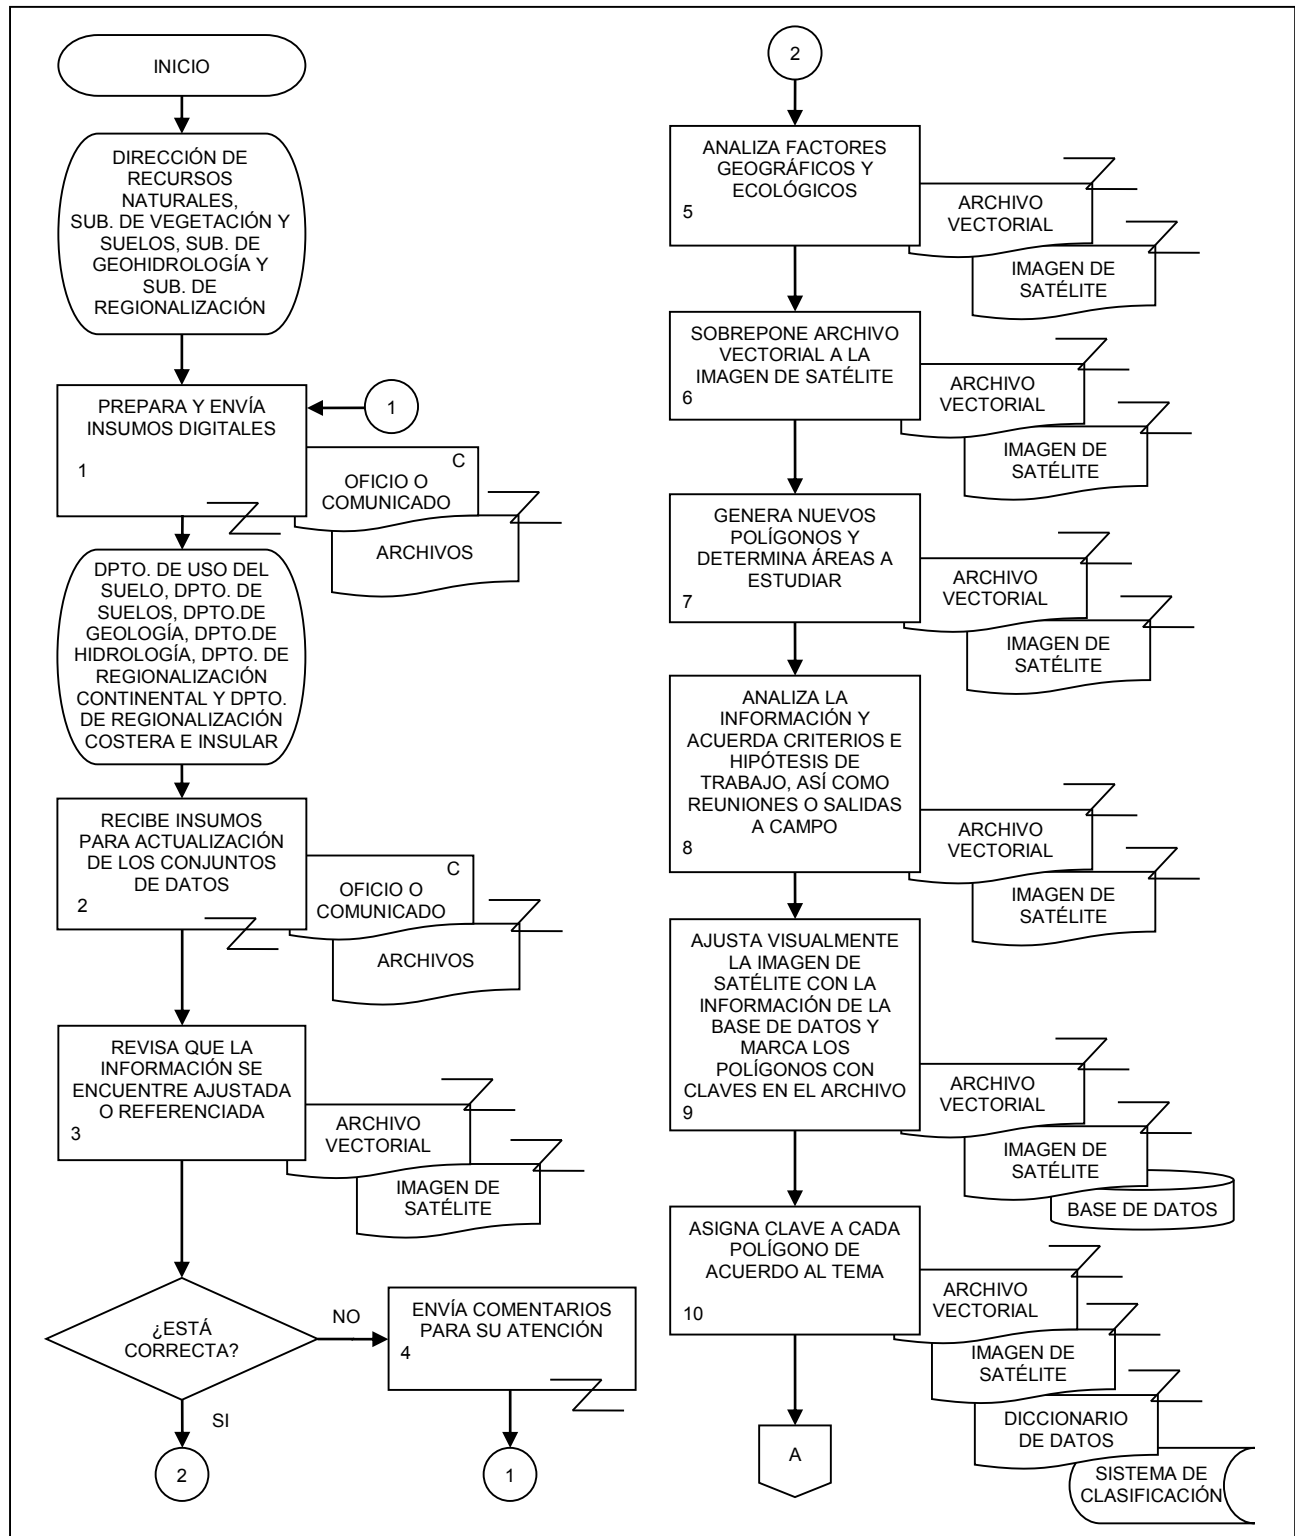 INICIO
DIRECCIÓN DE
RECURSOS
NATURALES,
SUB. DE VEGETACIÓN Y
SUELOS, SUB. DE
GEOHIDROLOGÍA Y
SUB. DE
REGIONALIZACIÓN
PREPARA Y ENVÍA
INSUMOS DIGITALES
1
1
C
OFICIO O
COMUNICADO
ARCHIVOS
DPTO. DE USO DEL
SUELO, DPTO. DE
SUELOS, DPTO.DE
GEOLOGÍA, DPTO.DE
HIDROLOGÍA, DPTO. DE
REGIONALIZACIÓN
CONTINENTAL Y DPTO.
DE REGIONALIZACIÓN
COSTERA E INSULAR
RECIBE INSUMOS
PARA ACTUALIZACIÓN
DE LOS CONJUNTOS
DE DATOS
2
C
OFICIO O
COMUNICADO
ARCHIVOS
REVISA QUE LA
INFORMACIÓN SE
ENCUENTRE AJUSTADA
O REFERENCIADA
3
ARCHIVO
VECTORIAL
IMAGEN DE
SATÉLITE
¿ESTÁ
CORRECTA?
NO
ENVÍA COMENTARIOS
PARA SU ATENCIÓN
4
SI
2
1
2
ANALIZA FACTORES
GEOGRÁFICOS Y
ECOLÓGICOS
5
ARCHIVO
VECTORIAL
IMAGEN DE
SATÉLITE
SOBREPONE ARCHIVO
VECTORIAL A LA
IMAGEN DE SATÉLITE
6
ARCHIVO
VECTORIAL
IMAGEN DE
SATÉLITE
GENERA NUEVOS
POLÍGONOS Y
DETERMINA ÁREAS A
ESTUDIAR
7
ARCHIVO
VECTORIAL
IMAGEN DE
SATÉLITE
ANALIZA LA
INFORMACIÓN Y
ACUERDA CRITERIOS E
HIPÓTESIS DE
TRABAJO, ASÍ COMO
REUNIONES O SALIDAS
A CAMPO
8
ARCHIVO
VECTORIAL
IMAGEN DE
SATÉLITE
AJUSTA VISUALMENTE
LA IMAGEN DE
SATÉLITE CON LA
INFORMACIÓN DE LA
BASE DE DATOS Y
MARCA LOS
POLÍGONOS CON
CLAVES EN EL ARCHIVO
9
ARCHIVO
VECTORIAL
IMAGEN DE
SATÉLITE
BASE DE DATOS
ASIGNA CLAVE A CADA
POLÍGONO DE
ACUERDO AL TEMA
10
ARCHIVO
VECTORIAL
IMAGEN DE
SATÉLITE
DICCIONARIO
DE DATOS
SISTEMA DE
CLASIFICACIÓN
A